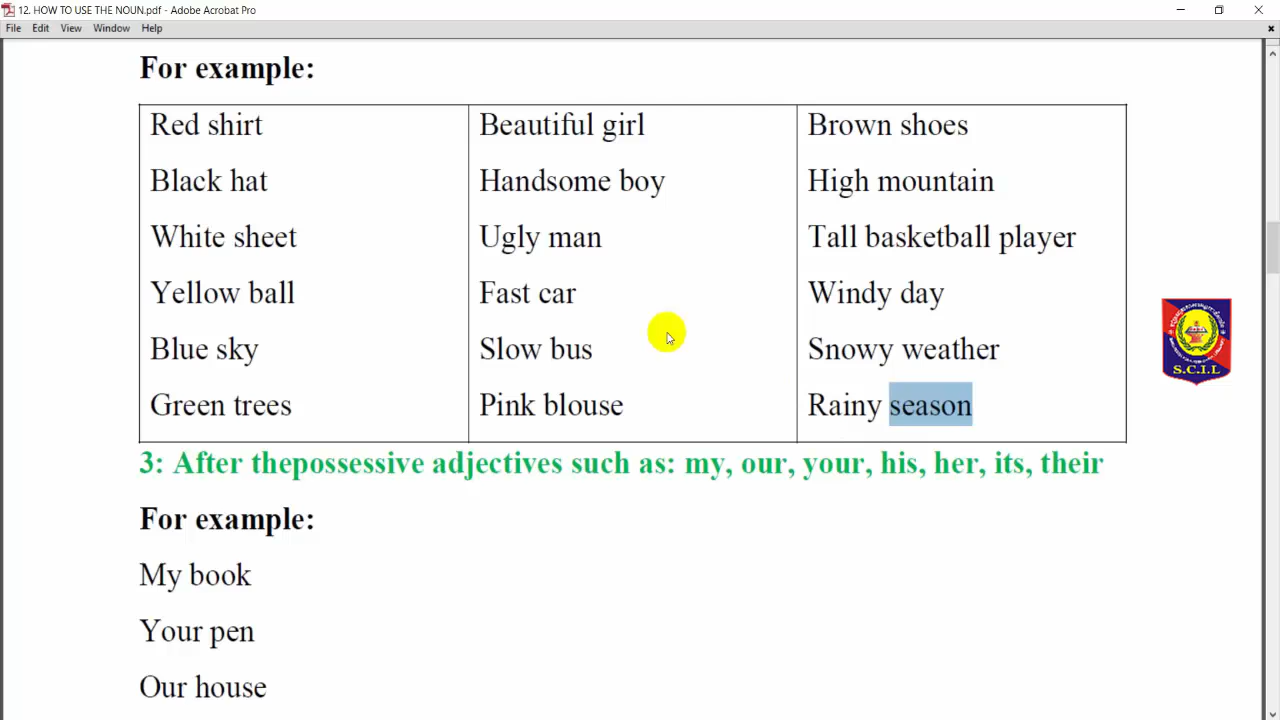 12. HOW TO USE THE NOUN.pdf - Adobe Acrobat Pro
File Edit View Window Help
For example:
Red shirt Beautiful girl Brown shoes
Black hat Handsome boy High mountain
White sheet Ugly man Tall basketball player
Yellow ball Fast car Windy day
Blue sky Slow bus Snowy weather
Green trees Pink blouse Rainy season
S.C.I.L
3: After thepossessive adjectives such as: my, our, your, his, her, its, their
For example:
My book
Your pen
Our house